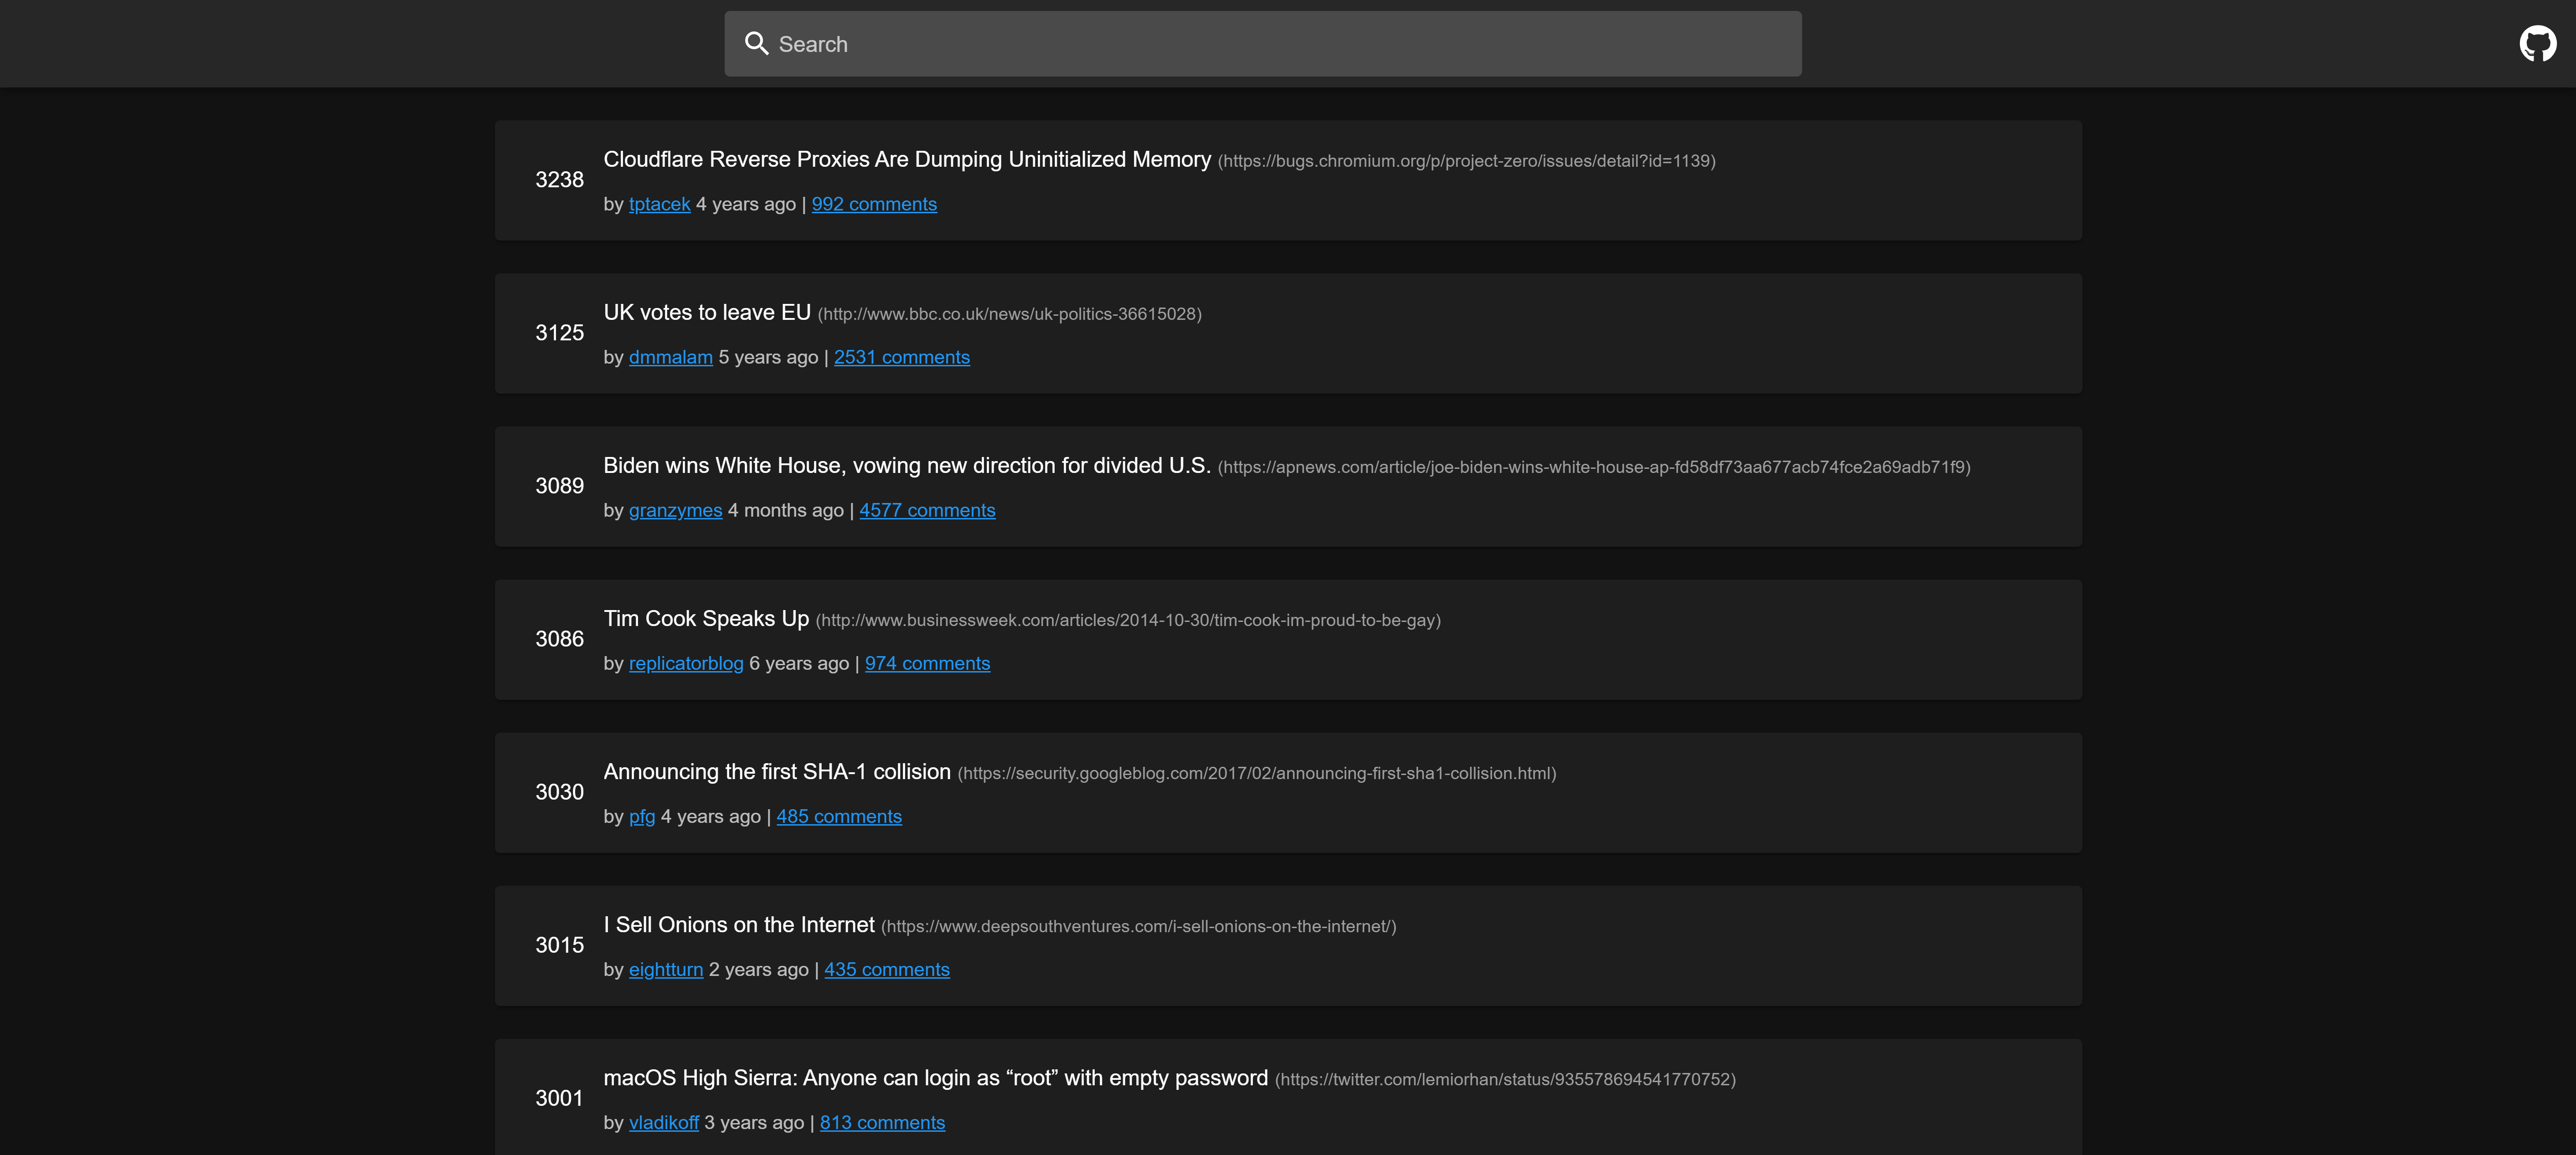 Search
Cloudflare Reverse Proxies Are Dumping Uninitialized Memory (https://bugs.chromium.org/p/project-zero/issues/detail?id=1139)
3238
by tptacek 4 years ago | 992 comments
UK votes to leave EU (http://www.bbc.co.uk/news/uk-politics-36615028)
3125
by dmmalam 5 years ago | 2531 comments
Biden wins White House, vowing new direction for divided U.S. (https://apnews.com/article/joe-biden-wins-white-house-ap-fd58df73aa677acb74fce2a69adb71f9)
3089
by granzymes 4 months ago | 4577 comments
Tim Cook Speaks Up (http://www.businessweek.com/articles/2014-10-30/tim-cook-im-proud-to-be-gay)
3086
by replicatorblog 6 years ago | 974 comments
Announcing the first SHA-1 collision (https://security.googleblog.com/2017/02/announcing-first-sha1-collision.html)
3030
by pfg 4 years ago | 485 comments
I Sell Onions on the Internet (https://www.deepsouthventures.com/i-sell-onions-on-the-internet/)
3015
by eightturn 2 years ago | 435 comments
macOS High Sierra: Anyone can login as “root” with empty password (https://twitter.com/lemiorhan/status/935578694541770752)
3001
by vladikoff 3 years ago | 813 comments